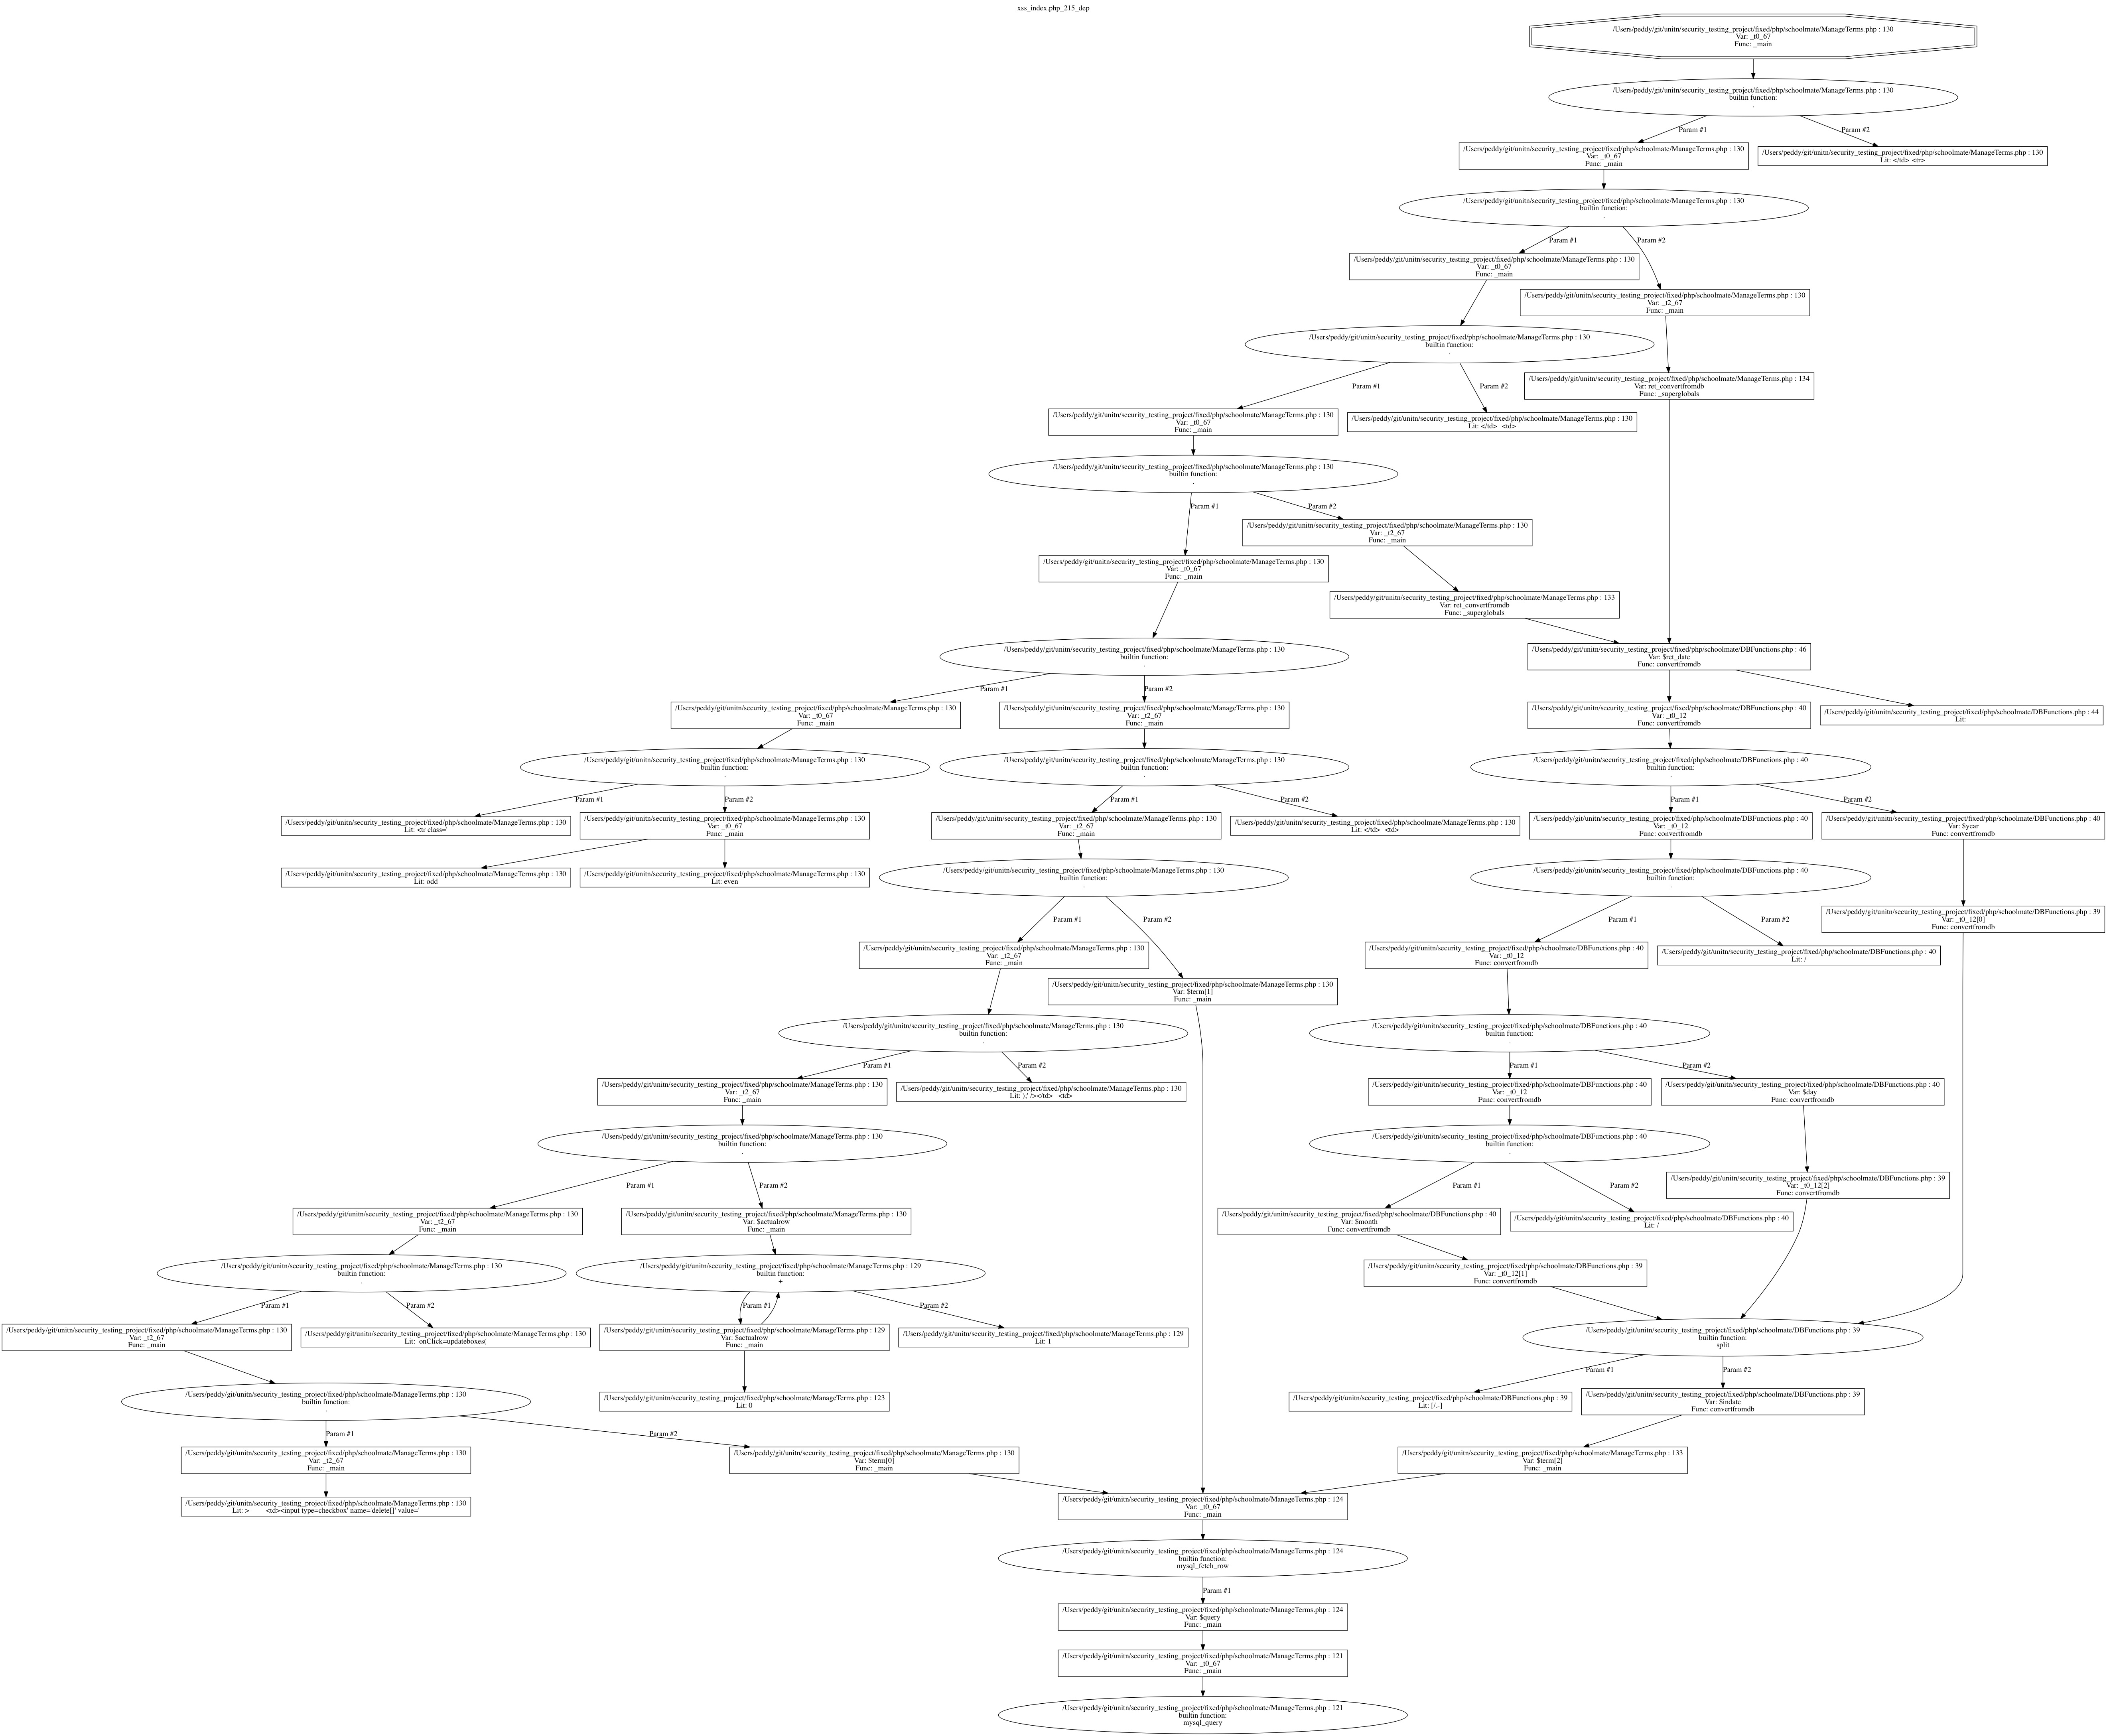 xss_index.php_215_dep
/Users/peddy/git/unitn/security_testing_project/fixed/php/schoolmate/ManageTerms.php : 130
Var: _t0_67
Func: _main
/Users/peddy/git/unitn/security_testing_project/fixed/php/schoolmate/ManageTerms.php : 130
builtin function:
.
Param #1
Param #2
/Users/peddy/git/unitn/security_testing_project/fixed/php/schoolmate/ManageTerms.php : 130
Var: _t0_67
Func: _main
/Users/peddy/git/unitn/security_testing_project/fixed/php/schoolmate/ManageTerms.php : 130
Lit: </td> <tr>
/Users/peddy/git/unitn/security_testing_project/fixed/php/schoolmate/ManageTerms.php : 130
builtin function:
.
Param #1
Param #2
/Users/peddy/git/unitn/security_testing_project/fixed/php/schoolmate/ManageTerms.php : 130
Var: _t0_67
Func: _main
/Users/peddy/git/unitn/security_testing_project/fixed/php/schoolmate/ManageTerms.php : 130
Var: _t2_67
Func: _main
/Users/peddy/git/unitn/security_testing_project/fixed/php/schoolmate/ManageTerms.php : 130
builtin function:
.
/Users/peddy/git/unitn/security_testing_project/fixed/php/schoolmate/ManageTerms.php : 134
Var: ret_convertfromdb
Func: _superglobals
Param #1
Param #2
/Users/peddy/git/unitn/security_testing_project/fixed/php/schoolmate/ManageTerms.php : 130
Var: _t0_67
Func: _main
/Users/peddy/git/unitn/security_testing_project/fixed/php/schoolmate/ManageTerms.php : 130
Lit: </td> <td>
/Users/peddy/git/unitn/security_testing_project/fixed/php/schoolmate/ManageTerms.php : 130
builtin function:
.
Param #1
Param #2
/Users/peddy/git/unitn/security_testing_project/fixed/php/schoolmate/ManageTerms.php : 130
Var: _t2_67
Func: _main
/Users/peddy/git/unitn/security_testing_project/fixed/php/schoolmate/ManageTerms.php : 130
Var: _t0_67
Func: _main
/Users/peddy/git/unitn/security_testing_project/fixed/php/schoolmate/ManageTerms.php : 133
Var: ret_convertfromdb
Func: _superglobals
/Users/peddy/git/unitn/security_testing_project/fixed/php/schoolmate/ManageTerms.php : 130
builtin function:
.
/Users/peddy/git/unitn/security_testing_project/fixed/php/schoolmate/DBFunctions.php : 46
Var: $ret_date
Func: convertfromdb
Param #1
Param #2
/Users/peddy/git/unitn/security_testing_project/fixed/php/schoolmate/ManageTerms.php : 130
Var: _t0_67
Func: _main
/Users/peddy/git/unitn/security_testing_project/fixed/php/schoolmate/ManageTerms.php : 130
Var: _t2_67
Func: _main
/Users/peddy/git/unitn/security_testing_project/fixed/php/schoolmate/DBFunctions.php : 40
Var: _t0_12
Func: convertfromdb
/Users/peddy/git/unitn/security_testing_project/fixed/php/schoolmate/DBFunctions.php : 44
Lit:
/Users/peddy/git/unitn/security_testing_project/fixed/php/schoolmate/ManageTerms.php : 130
builtin function:
.
/Users/peddy/git/unitn/security_testing_project/fixed/php/schoolmate/ManageTerms.php : 130
builtin function:
.
/Users/peddy/git/unitn/security_testing_project/fixed/php/schoolmate/DBFunctions.php : 40
builtin function:
.
Param #1
Param #2
Param #1
Param #2
Param #1
Param #2
/Users/peddy/git/unitn/security_testing_project/fixed/php/schoolmate/ManageTerms.php : 130
Lit: <tr class='
/Users/peddy/git/unitn/security_testing_project/fixed/php/schoolmate/ManageTerms.php : 130
Var: _t0_67
Func: _main
/Users/peddy/git/unitn/security_testing_project/fixed/php/schoolmate/ManageTerms.php : 130
Var: _t2_67
Func: _main
/Users/peddy/git/unitn/security_testing_project/fixed/php/schoolmate/ManageTerms.php : 130
Lit: </td> <td>
/Users/peddy/git/unitn/security_testing_project/fixed/php/schoolmate/DBFunctions.php : 40
Var: _t0_12
Func: convertfromdb
/Users/peddy/git/unitn/security_testing_project/fixed/php/schoolmate/DBFunctions.php : 40
Var: $year
Func: convertfromdb
/Users/peddy/git/unitn/security_testing_project/fixed/php/schoolmate/ManageTerms.php : 130
Lit: odd
/Users/peddy/git/unitn/security_testing_project/fixed/php/schoolmate/ManageTerms.php : 130
Lit: even
/Users/peddy/git/unitn/security_testing_project/fixed/php/schoolmate/ManageTerms.php : 130
builtin function:
.
/Users/peddy/git/unitn/security_testing_project/fixed/php/schoolmate/DBFunctions.php : 40
builtin function:
.
Param #1
Param #2
Param #1
Param #2
/Users/peddy/git/unitn/security_testing_project/fixed/php/schoolmate/DBFunctions.php : 39
Var: _t0_12[0]
Func: convertfromdb
/Users/peddy/git/unitn/security_testing_project/fixed/php/schoolmate/ManageTerms.php : 130
Var: _t2_67
Func: _main
/Users/peddy/git/unitn/security_testing_project/fixed/php/schoolmate/DBFunctions.php : 40
Var: _t0_12
Func: convertfromdb
/Users/peddy/git/unitn/security_testing_project/fixed/php/schoolmate/DBFunctions.php : 40
Lit: /
/Users/peddy/git/unitn/security_testing_project/fixed/php/schoolmate/ManageTerms.php : 130
Var: $term[1]
Func: _main
/Users/peddy/git/unitn/security_testing_project/fixed/php/schoolmate/ManageTerms.php : 130
builtin function:
.
/Users/peddy/git/unitn/security_testing_project/fixed/php/schoolmate/DBFunctions.php : 40
builtin function:
.
Param #1
Param #2
Param #1
Param #2
/Users/peddy/git/unitn/security_testing_project/fixed/php/schoolmate/ManageTerms.php : 130
Var: _t2_67
Func: _main
/Users/peddy/git/unitn/security_testing_project/fixed/php/schoolmate/ManageTerms.php : 130
Lit: );' /></td> <td>
/Users/peddy/git/unitn/security_testing_project/fixed/php/schoolmate/DBFunctions.php : 40
Var: _t0_12
Func: convertfromdb
/Users/peddy/git/unitn/security_testing_project/fixed/php/schoolmate/DBFunctions.php : 40
Var: $day
Func: convertfromdb
/Users/peddy/git/unitn/security_testing_project/fixed/php/schoolmate/ManageTerms.php : 130
builtin function:
.
/Users/peddy/git/unitn/security_testing_project/fixed/php/schoolmate/DBFunctions.php : 40
builtin function:
.
Param #1
Param #2
Param #1
Param #2
/Users/peddy/git/unitn/security_testing_project/fixed/php/schoolmate/DBFunctions.php : 39
Var: _t0_12[2]
Func: convertfromdb
/Users/peddy/git/unitn/security_testing_project/fixed/php/schoolmate/ManageTerms.php : 130
Var: _t2_67
Func: _main
/Users/peddy/git/unitn/security_testing_project/fixed/php/schoolmate/ManageTerms.php : 130
Var: $actualrow
Func: _main
/Users/peddy/git/unitn/security_testing_project/fixed/php/schoolmate/DBFunctions.php : 40
Var: $month
Func: convertfromdb
/Users/peddy/git/unitn/security_testing_project/fixed/php/schoolmate/DBFunctions.php : 40
Lit: /
/Users/peddy/git/unitn/security_testing_project/fixed/php/schoolmate/ManageTerms.php : 130
builtin function:
.
/Users/peddy/git/unitn/security_testing_project/fixed/php/schoolmate/ManageTerms.php : 129
builtin function:
+
/Users/peddy/git/unitn/security_testing_project/fixed/php/schoolmate/DBFunctions.php : 39
Var: _t0_12[1]
Func: convertfromdb
Param #1
Param #2
Param #1
Param #2
/Users/peddy/git/unitn/security_testing_project/fixed/php/schoolmate/ManageTerms.php : 130
Var: _t2_67
Func: _main
/Users/peddy/git/unitn/security_testing_project/fixed/php/schoolmate/ManageTerms.php : 130
Lit: onClick=updateboxes(
/Users/peddy/git/unitn/security_testing_project/fixed/php/schoolmate/ManageTerms.php : 129
Var: $actualrow
Func: _main
/Users/peddy/git/unitn/security_testing_project/fixed/php/schoolmate/ManageTerms.php : 129
Lit: 1
/Users/peddy/git/unitn/security_testing_project/fixed/php/schoolmate/DBFunctions.php : 39
builtin function:
split
Param #1
Param #2
/Users/peddy/git/unitn/security_testing_project/fixed/php/schoolmate/ManageTerms.php : 130
builtin function:
.
/Users/peddy/git/unitn/security_testing_project/fixed/php/schoolmate/ManageTerms.php : 123
Lit: 0
/Users/peddy/git/unitn/security_testing_project/fixed/php/schoolmate/DBFunctions.php : 39
Lit: [/.-]
/Users/peddy/git/unitn/security_testing_project/fixed/php/schoolmate/DBFunctions.php : 39
Var: $indate
Func: convertfromdb
Param #1
Param #2
/Users/peddy/git/unitn/security_testing_project/fixed/php/schoolmate/ManageTerms.php : 130
Var: _t2_67
Func: _main
/Users/peddy/git/unitn/security_testing_project/fixed/php/schoolmate/ManageTerms.php : 130
Var: $term[0]
Func: _main
/Users/peddy/git/unitn/security_testing_project/fixed/php/schoolmate/ManageTerms.php : 133
Var: $term[2]
Func: _main
/Users/peddy/git/unitn/security_testing_project/fixed/php/schoolmate/ManageTerms.php : 130
Lit: > <td><input type=checkbox' name='delete[]' value='
/Users/peddy/git/unitn/security_testing_project/fixed/php/schoolmate/ManageTerms.php : 124
Var: _t0_67
Func: _main
/Users/peddy/git/unitn/security_testing_project/fixed/php/schoolmate/ManageTerms.php : 124
builtin function:
mysql_fetch_row
Param #1
/Users/peddy/git/unitn/security_testing_project/fixed/php/schoolmate/ManageTerms.php : 124
Var: $query
Func: _main
/Users/peddy/git/unitn/security_testing_project/fixed/php/schoolmate/ManageTerms.php : 121
Var: _t0_67
Func: _main
/Users/peddy/git/unitn/security_testing_project/fixed/php/schoolmate/ManageTerms.php : 121
builtin function:
mysql_query